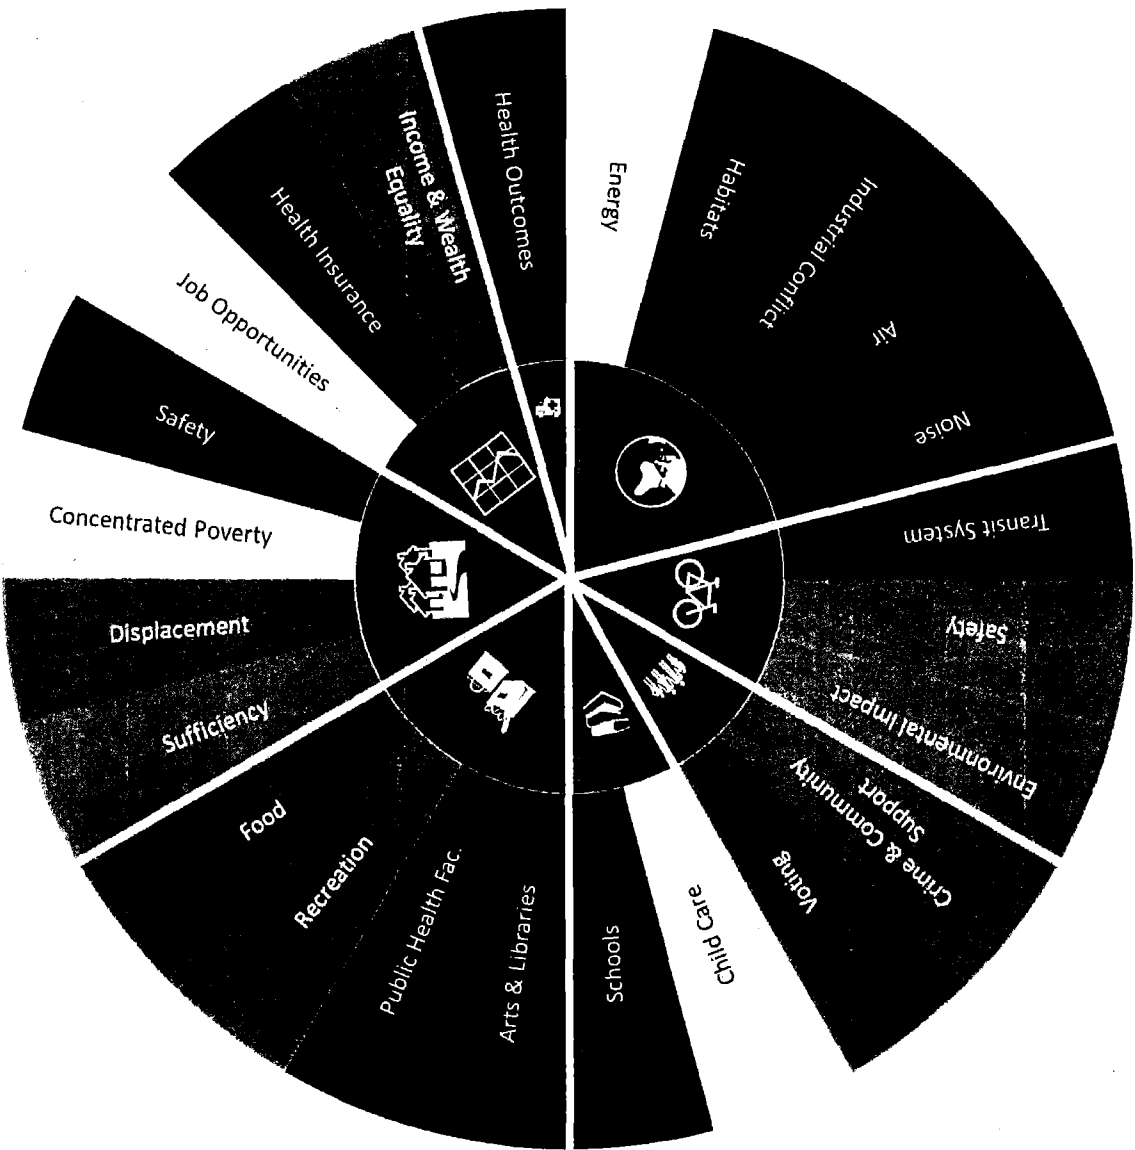 Health Outcomes
Energy
Habitats
Industrial Conflict
Air
Noise
Transit System
Safety
Environmental Impact
Crime & Community
Support
Voting
Child Care
Schools
Arts & Libraries
Public Health Fac.
Recreation
Food
Sufficiency
Displacement
Concentrated Poverty
Safety
Job Opportunities
Health Insurance
Income & Wealth
Equality